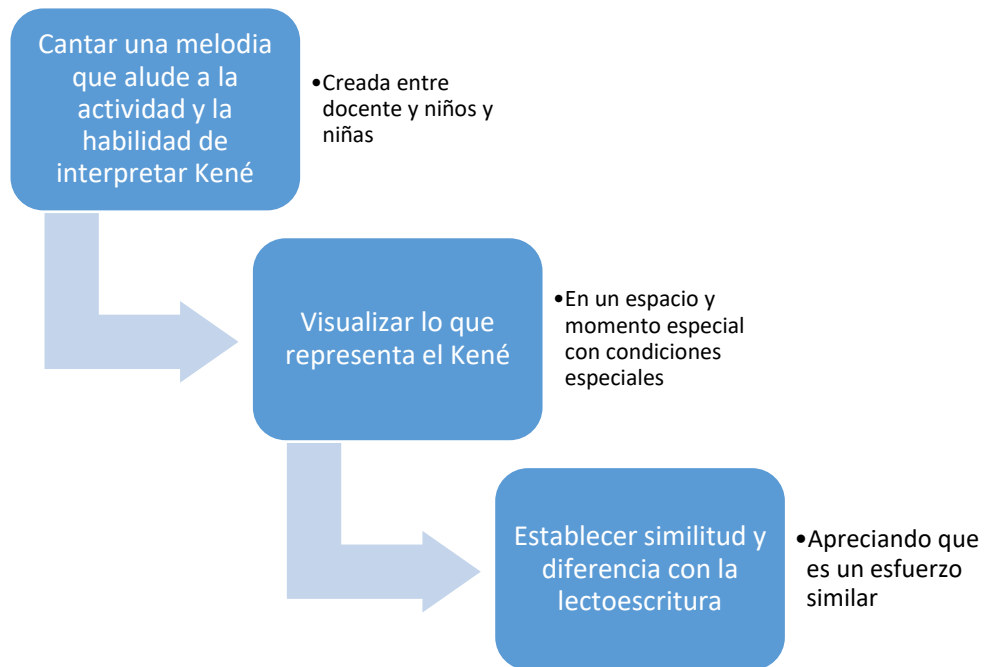 Cantar una melodia
que alude a la
actividad y la
habilidad de
interpretar Kené
•Creada entre
docente y niños y
niñas
Visualizar lo que
representa el Kené
•En un espacio y
momento especial
con condiciones
especiales
Establecer similitud y
diferencia con la
lectoescritura
•Apreciando que
es un esfuerzo
similar